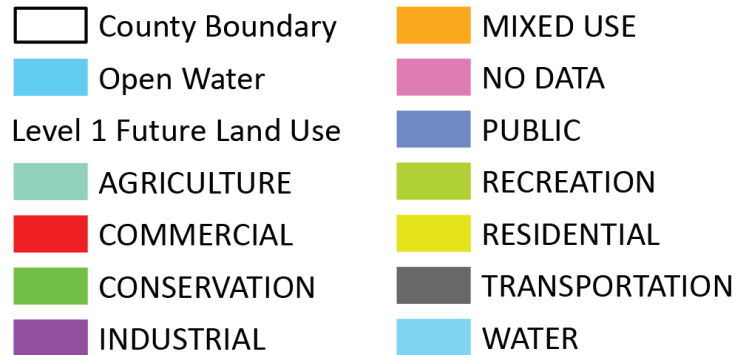 County Boundary
Open Water
Level 1 Future Land Use
AGRICULTURE
COMMERCIAL
CONSERVATION
INDUSTRIAL
MIXED USE
NO DATA
PUBLIC
RECREATION
RESIDENTIAL
TRANSPORTATION
WATER